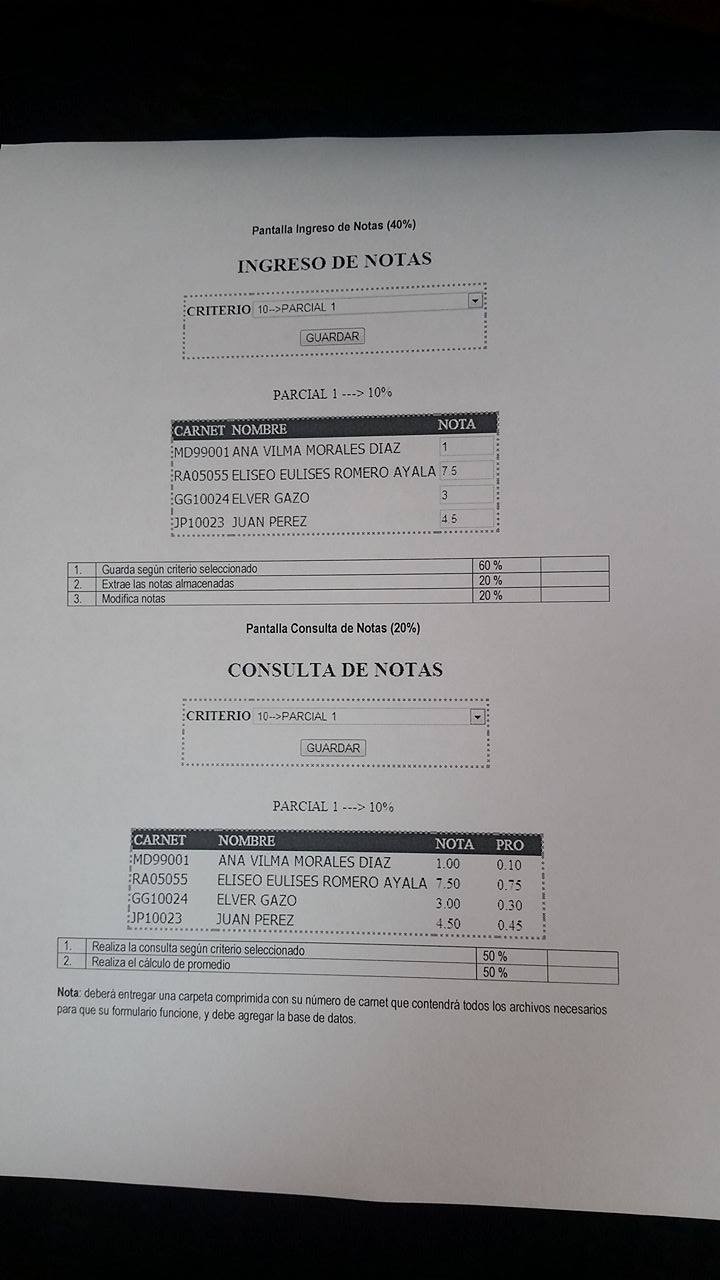 Pantalla Ingreso de Notas (40%)
INGRESO DE NOTAS
CRITERIO 10-->PARCIAL 1
GUARDAR
PARCIAL 1 ---> 10%
CARNET NOMBRE NOTA
MD99001 ANA VILMA MORALES DIAZ 1
RA05055 ELISEO EULISES ROMERO AYALA 7.5
GG10024 ELVER GAZO 3
JP10023 JUAN PEREZ 4.5
1. Guarda según criterio seleccionado 60 %
2. Extrae las notas almacenadas 20 %
3. Modifica notas 20 %
Pantalla Consulta de Notas (20%)
CONSULTA DE NOTAS
CRITERIO 10-->PARCIAL 1
GUARDAR
PARCIAL 1 ---> 10%
CARNET NOMBRE NOTA PRO
MD99001 ANA VILMA MORALES DIAZ 1.00 0.10
RA05055 ELISEO EULISES ROMERO AYALA 7.50 0.75
GG10024 ELVER GAZO 3.00 0.30
JP10023 JUAN PEREZ 4.50 0.45
1. Realiza la consulta según criterio seleccionado 50 %
2. Realiza el cálculo de promedio 50 %
Nota: deberá entregar una carpeta comprimida con su número de carnet que contendrá todos los archivos necesarios
para que su formulario funcione, y debe agregar la base de datos.